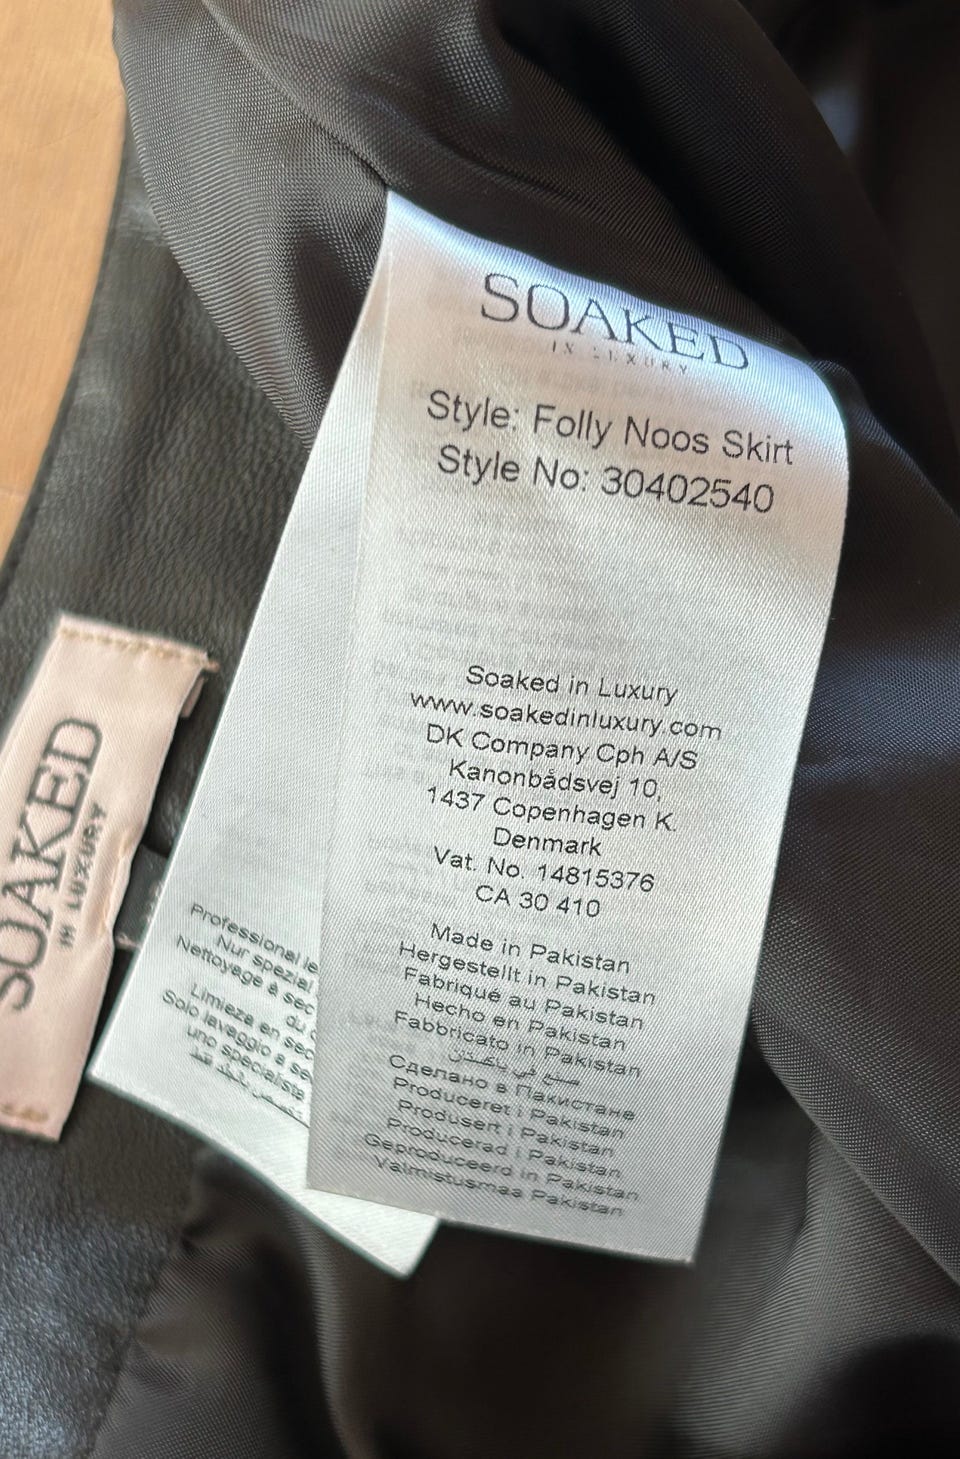 SOAKED
IN LUXURY
Style: Folly Noos Skirt
Style No: 30402540
Soaked in Luxury
www.soakedinluxury.com
DK Company Cph A/S
Kanonbådsvej 10,
1437 Copenhagen K.
Denmark
Vat. No. 14815376
CA 30 410
Made in Pakistan
Hergestellt in Pakistan
Fabriqué au Pakistan
Hecho en Pakistan
Fabbricato in Pakistan
صنع في باكستان
Сделано в Пакистане
Produceret i Pakistan
Produsert i Pakistan
Producerad i Pakistan
Geproduceerd in Pakistan
Valmistusmaa Pakistan
SOAKED
IN LUXURY
Professional le
Nur spezial
Nettoyage à sec
du
Limieza en sec
Solo lavaggio a se
uno specialista